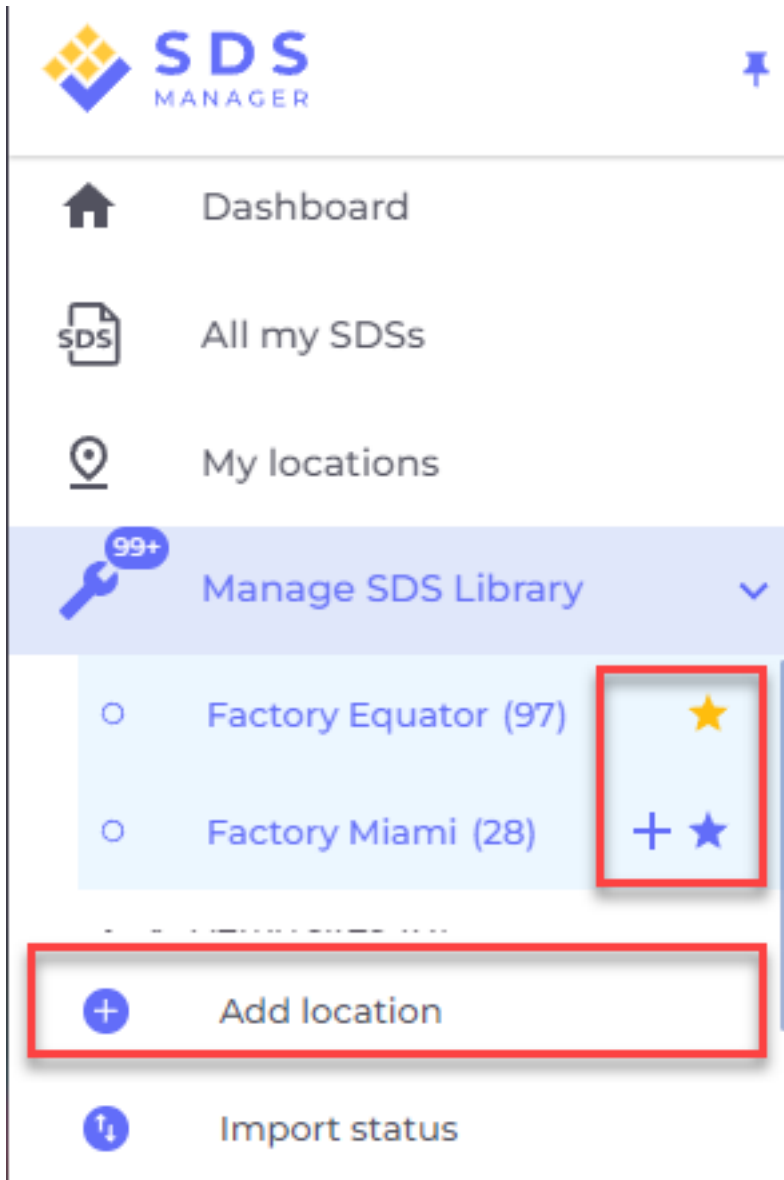 SDS
MANAGER
Dashboard
SDS
All my SDSs
My locations
99+
Manage SDS Library
Factory Equator (97)
Factory Miami (28)
Add location
Import status